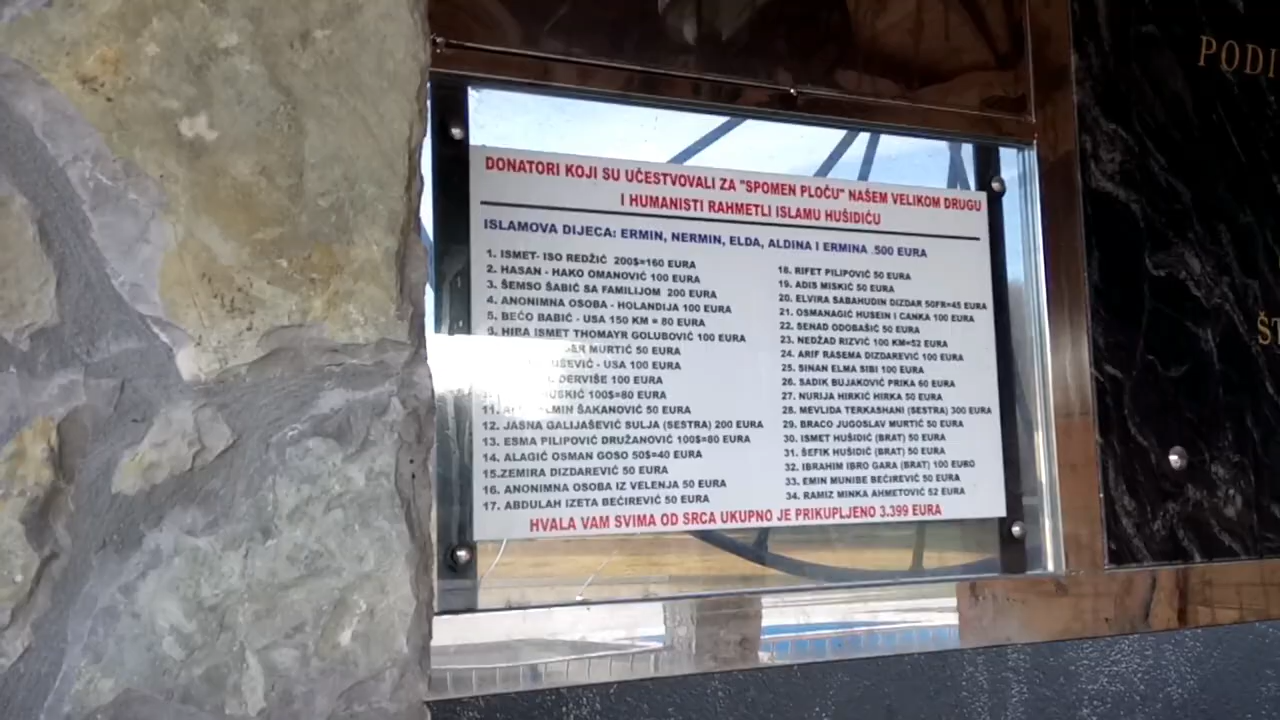 DONATORI KOJI SU UČESTVOVALI ZA "SPOMEN PLOČU" NAŠEM VELIKOM DRUGU
I HUMANISTI RAHMETLI ISLAMU HUŠIDIĆU
ISLAMOVA DIJECA: ERMIN, NERMIN, ELDA, ALDINA I ERMINA 500 EURA
1. ISMET- ISO REDŽIĆ 200$=160 EURA
2. HASAN - HAKO OMANOVIĆ 100 EURA
3. ŠEMSO ŠABIĆ SA FAMILIJOM 200 EURA
4. ANONIMNA OSOBA - HOLANDIJA 100 EURA
5. BEĆO BABIĆ - USA 150 KM = 80 EURA
6. HIBA ISMET THOMAYR GOLUBOVIĆ 100 EURA
MURTIĆ 50 EURA
- USA 100 EURA
DERVIŠE 100 EURA
100$=80 EURA
11. ŠAKANOVIĆ 50 EURA
12. JASNA GALIJAŠEVIĆ SULJA (SESTRA) 200 EURA
13. ESMA PILIPOVIĆ DRUŽANOVIĆ 100$=80 EURA
14. ALAGIĆ OSMAN GOSO 50$=40 EURA
15.ZEMIRA DIZDAREVIĆ 50 EURA
16. ANONIMNA OSOBA IZ VELENJA 50 EURA
17. ABDULAH IZETA BEĆIREVIĆ 50 EURA
18. RIFET PILIPOVIĆ 50 EURA
19. ADIS MISKIĆ 50 EURA
20. ELVIRA SABAHUDIN DIZDAR 50FR=45 EURA
21. OSMANAGIĆ HUSEIN I CANKA 100 EURA
22. SENAD ODOBAŠIĆ 50 EURA
23. NEDŽAD RIZVIĆ 100 KM=52 EURA
24. ARIF RASEMA DIZDAREVIĆ 100 EURA
25. SINAN ELMA SIBI 100 EURA
26. SADIK BUJAKOVIĆ PRIKA 60 EURA
27. NURIJA HIRKIĆ HIRKA 50 EURA
28. MEVLIDA TERKASHANI (SESTRA) 300 EURA
29. BRACO JUGOSLAV MURTIĆ 50 EURA
30. ISMET HUŠIDIĆ (BRAT) 50 EURA
31. ŠEFIK HUŠIDIĆ (BRAT) 50 EURA
32. IBRAHIM IBRO GARA (BRAT) 100 EURO
33. EMIN MUNIBE BEĆIREVIĆ 50 EURA
34. RAMIZ MINKA AHMETOVIĆ 52 EURA
HVALA VAM SVIMA OD SRCA UKUPNO JE PRIKUPLJENO 3.399 EURA
PODI